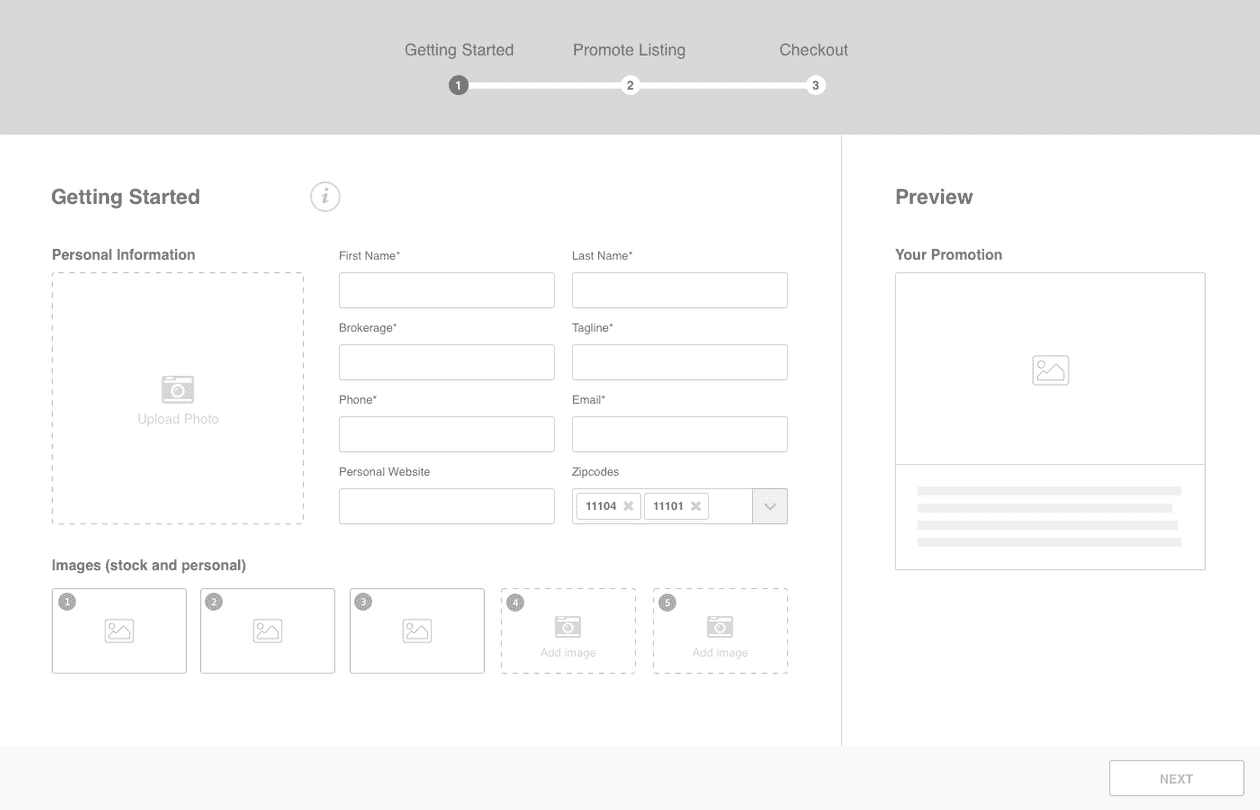 Getting Started
Promote Listing
Checkout
1
2
3
Getting Started
i
Preview
Personal Information
First Name*
Last Name*
Your Promotion
Brokerage*
Tagline*
Upload Photo
Phone*
Email*
Personal Website
Zipcodes
11104
11101
Images (stock and personal)
1
2
3
4
5
Add image
Add image
NEXT